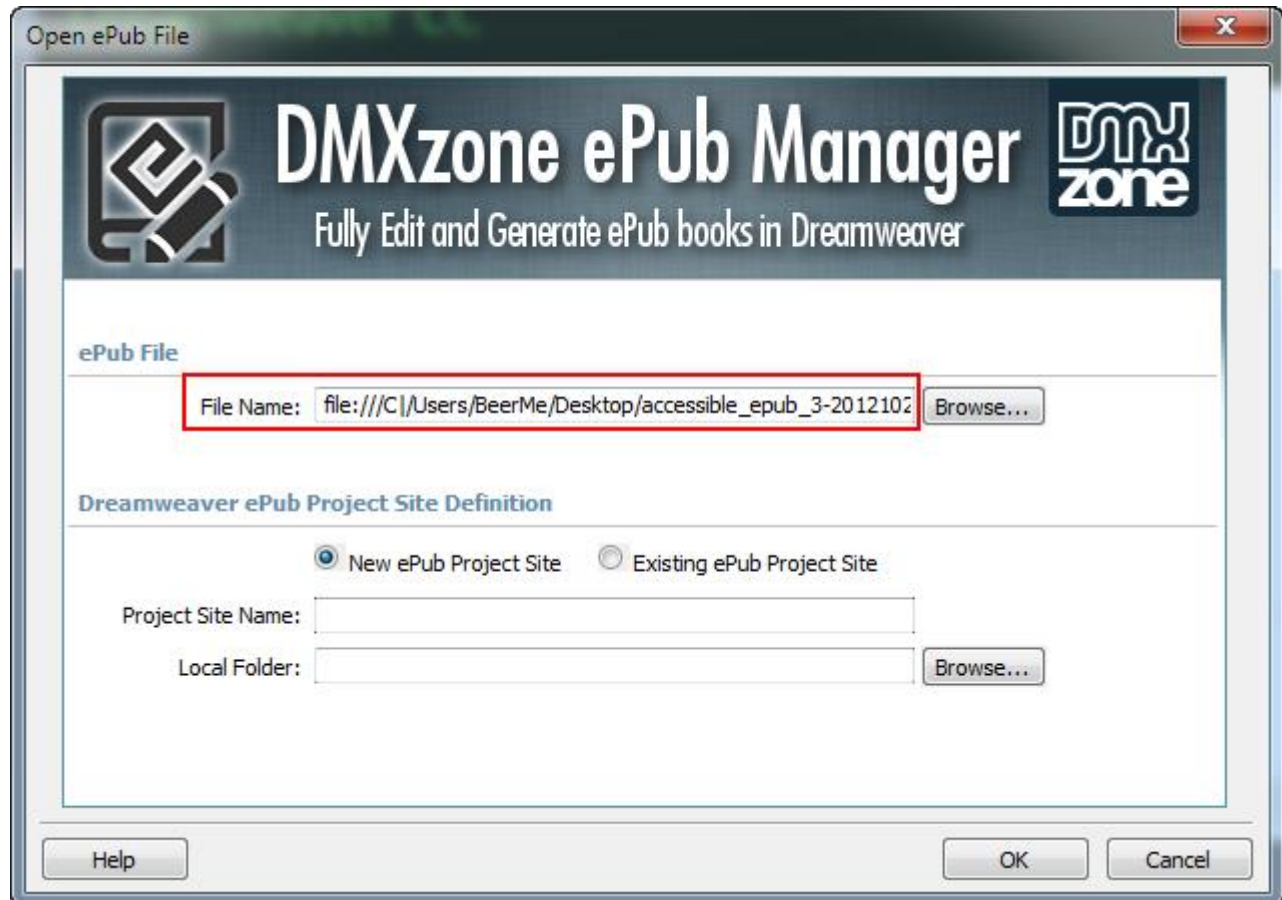 Open ePub File
DMXzone ePub Manager
DMX
zone
Fully Edit and Generate ePub books in Dreamweaver
ePub File
File Name: file:///C|/Users/BeerMe/Desktop/accessible_epub_3-2012102 Browse...
Dreamweaver ePub Project Site Definition
New ePub Project Site Existing ePub Project Site
Project Site Name:
Local Folder: Browse...
Help OK Cancel